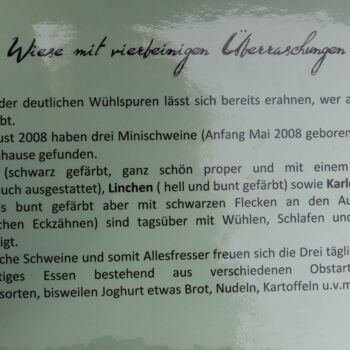 Wiese mit vierbeinigen Überraschungen
der deutlichen Wühlspuren lässt sich bereits erahnen, wer a
bt.
ust 2008 haben drei Minischweine (Anfang Mai 2008 geboren
uhause gefunden.
(schwarz gefärbt, ganz schön proper und mit einem
uch ausgestattet), Linchen ( hell und bunt gefärbt) sowie Karl
s bunt gefärbt aber mit schwarzen Flecken an den Au
chen Eckzähnen) sind tagsüber mit Wühlen, Schlafen und
igt.
che Schweine und somit Allesfresser freuen sich die Drei täglic
tiges Essen bestehend aus verschiedenen Obstart
sorten, bisweilen Joghurt etwas Brot, Nudeln, Kartoffeln u.v.m